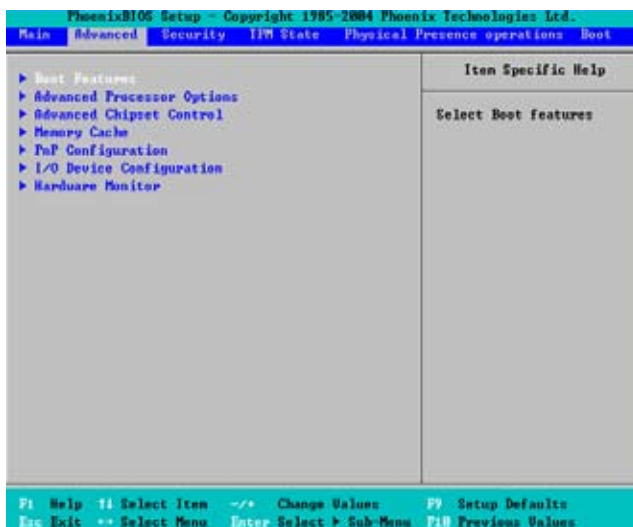 PhoenixBIOS Setup - Copyright 1985-2004 Phoenix Technologies Ltd.
Main Advanced Security TPM State Physical Presence operations Boot
Item Specific Help
▶ Boot Features
▶ Advanced Processor Options
▶ Advanced Chipset Control
▶ Memory Cache
▶ PnP Configuration
▶ I/O Device Configuration
▶ Hardware Monitor
Select Boot features
F1 Help ↑↓ Select Item -/+ Change Values F9 Setup Defaults
Esc Exit ↔ Select Menu Enter Select ▶ Sub-Menu F10 Previous Values